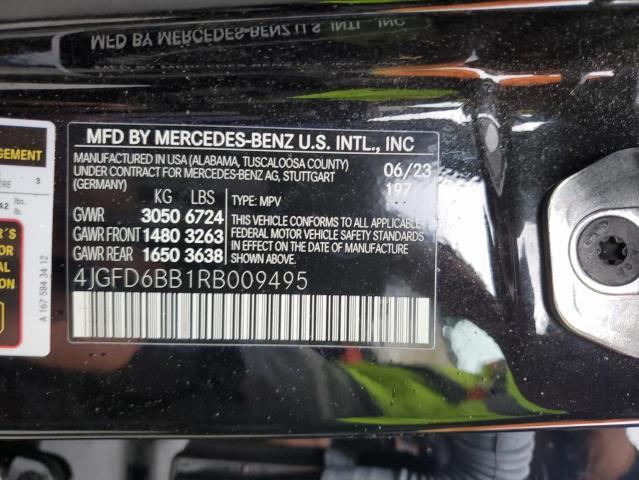 MFD BY MERCEDES-BENZ U.S. INTL., INC
MFD BY MERCEDES-BENZ U.S. INTL., INC
MANUFACTURED IN USA (ALABAMA, TUSCALOOSA COUNTY)
UNDER CONTRACT FOR MERCEDES-BENZ AG, STUTTGART
(GERMANY)
06/23
197
KG LBS
TYPE: MPV
GVWR 3050 6724
GAWR FRONT 1480 3263
GAWR REAR 1650 3638
THIS VEHICLE CONFORMS TO ALL APPLICABLE
FEDERAL MOTOR VEHICLE SAFETY STANDARDS
IN EFFECT ON THE DATE OF MANUFACTURE
SHOWN ABOVE.
4JGFD6BB1RB009495
GEMENT
3
lbs.
lb.
A 167 584 34 12